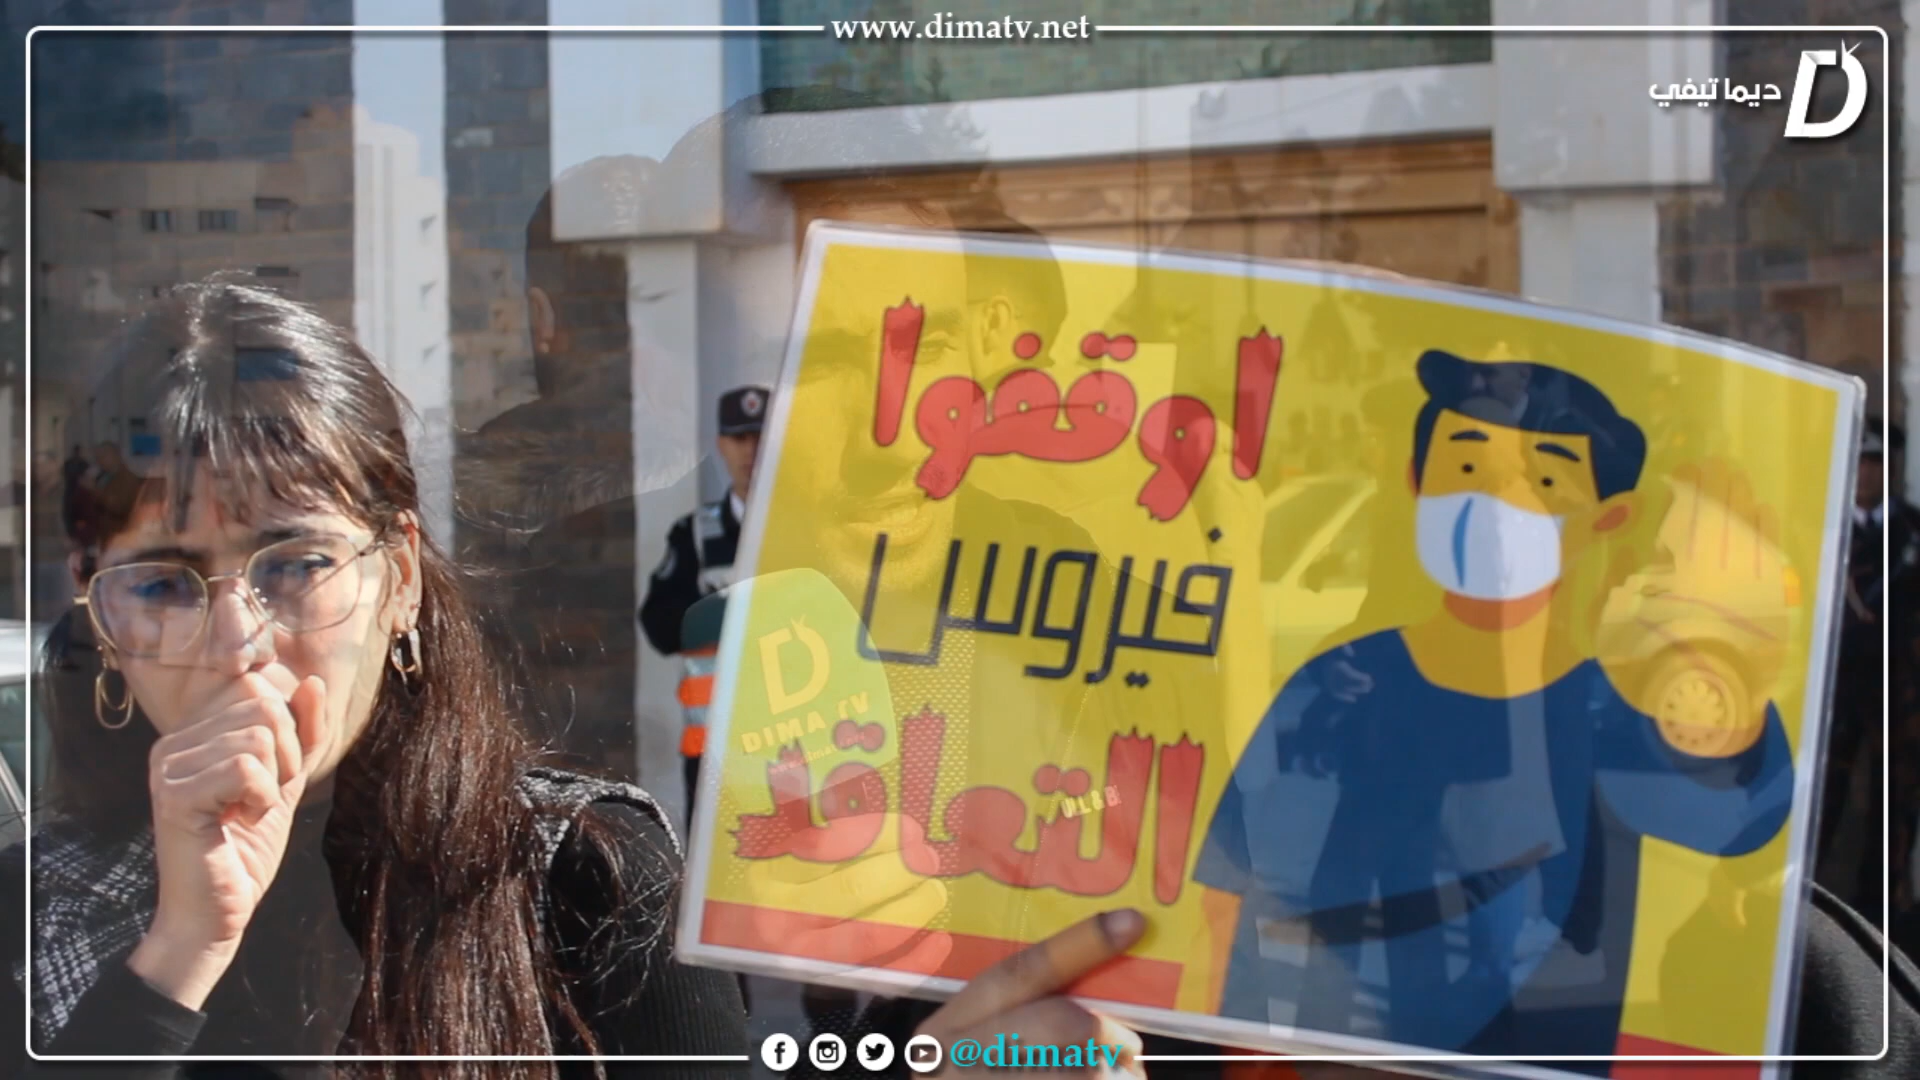 www.dimatv.net
ديما تيفي
اوقفوا
فيروس
التعاقد
DIMA TV
@dimatv